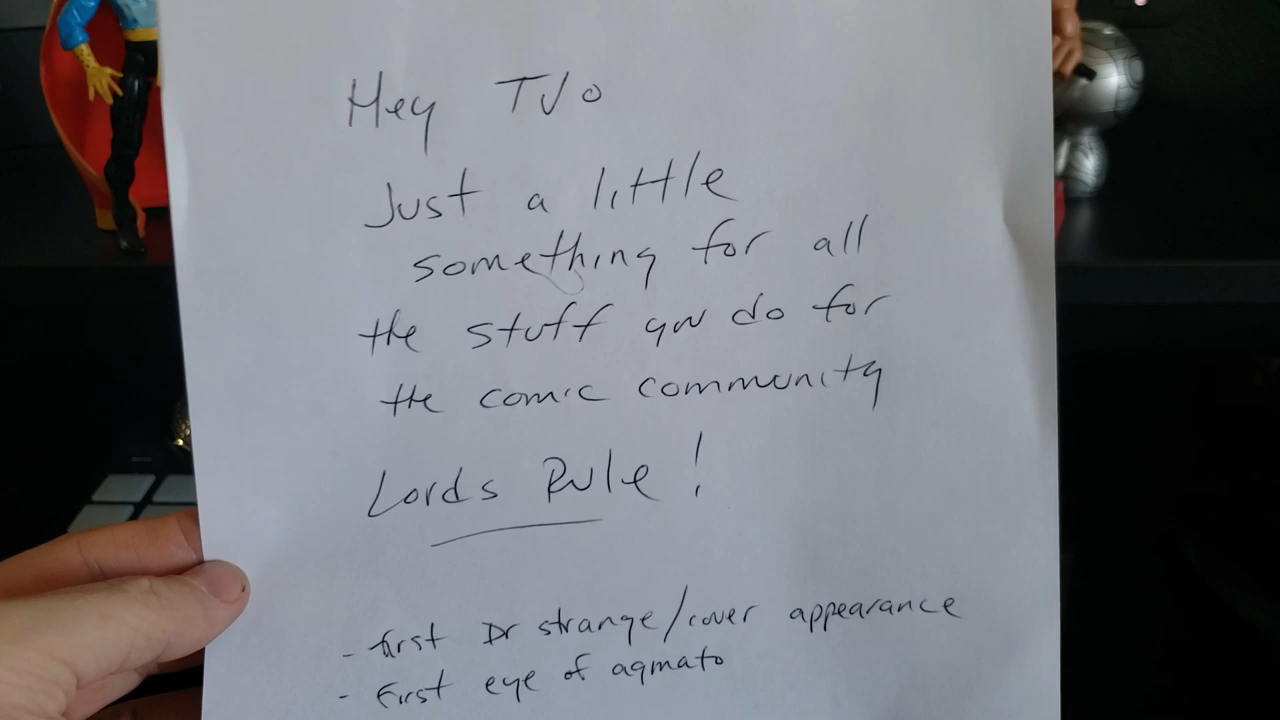 Hey TJo
Just a little
something for all
the stuff you do for
the comic community
Lords Rule!
- first Dr strange/cover appearance
- First eye of agmato